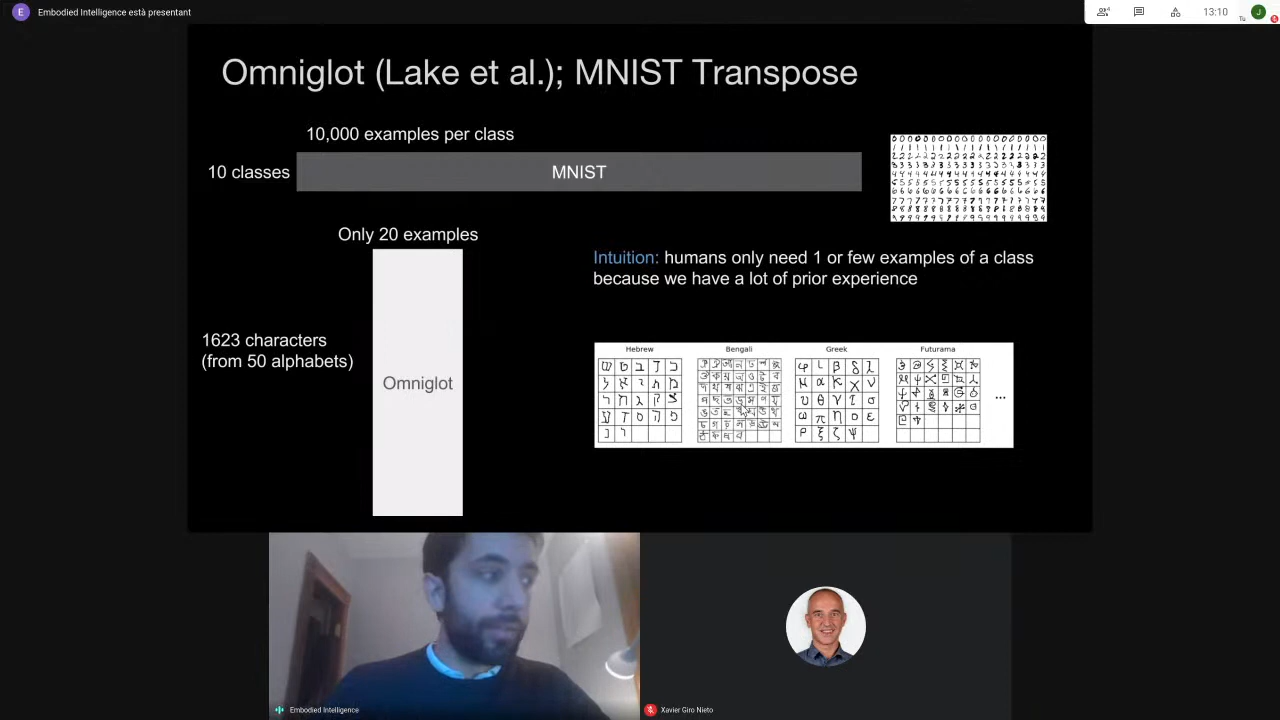 E Embodied Intelligence està presentant
4
13:10
Tu
J
Omniglot (Lake et al.); MNIST Transpose
10,000 examples per class
10 classes
MNIST
Only 20 examples
Intuition: humans only need 1 or few examples of a class
because we have a lot of prior experience
1623 characters
(from 50 alphabets)
Omniglot
Hebrew Bengali Greek Futurama
...
Embodied Intelligence
Xavier Giro Nieto